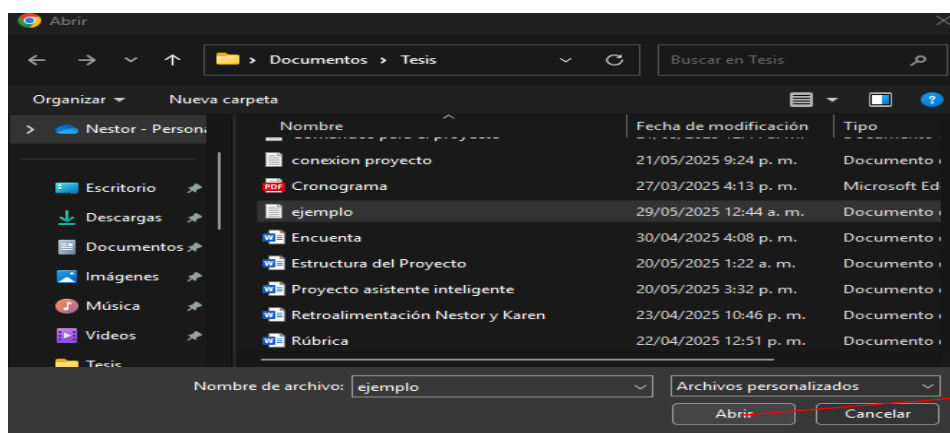 Abrir
Documentos > Tesis
Buscar en Tesis
Organizar
Nueva carpeta
Nestor - Person
Nombre
Fecha de modificación
Tipo
conexion proyecto
21/05/2025 9:24 p. m.
Documento
PDF
Cronograma
27/03/2025 4:13 p. m.
Microsoft Ed
Escritorio
ejemplo
29/05/2025 12:44 a. m.
Documento
Descargas
Encuenta
30/04/2025 4:08 p. m.
Documento
Documentos
Estructura del Proyecto
20/05/2025 1:22 a. m.
Documento
Imágenes
Proyecto asistente inteligente
20/05/2025 3:32 p. m.
Documento
Música
Retroalimentación Nestor y Karen
23/04/2025 10:46 p. m.
Documento
Videos
Rúbrica
22/04/2025 12:51 p. m.
Documento
Tesis
Nombre de archivo:
ejemplo
Archivos personalizados
Abrir
Cancelar